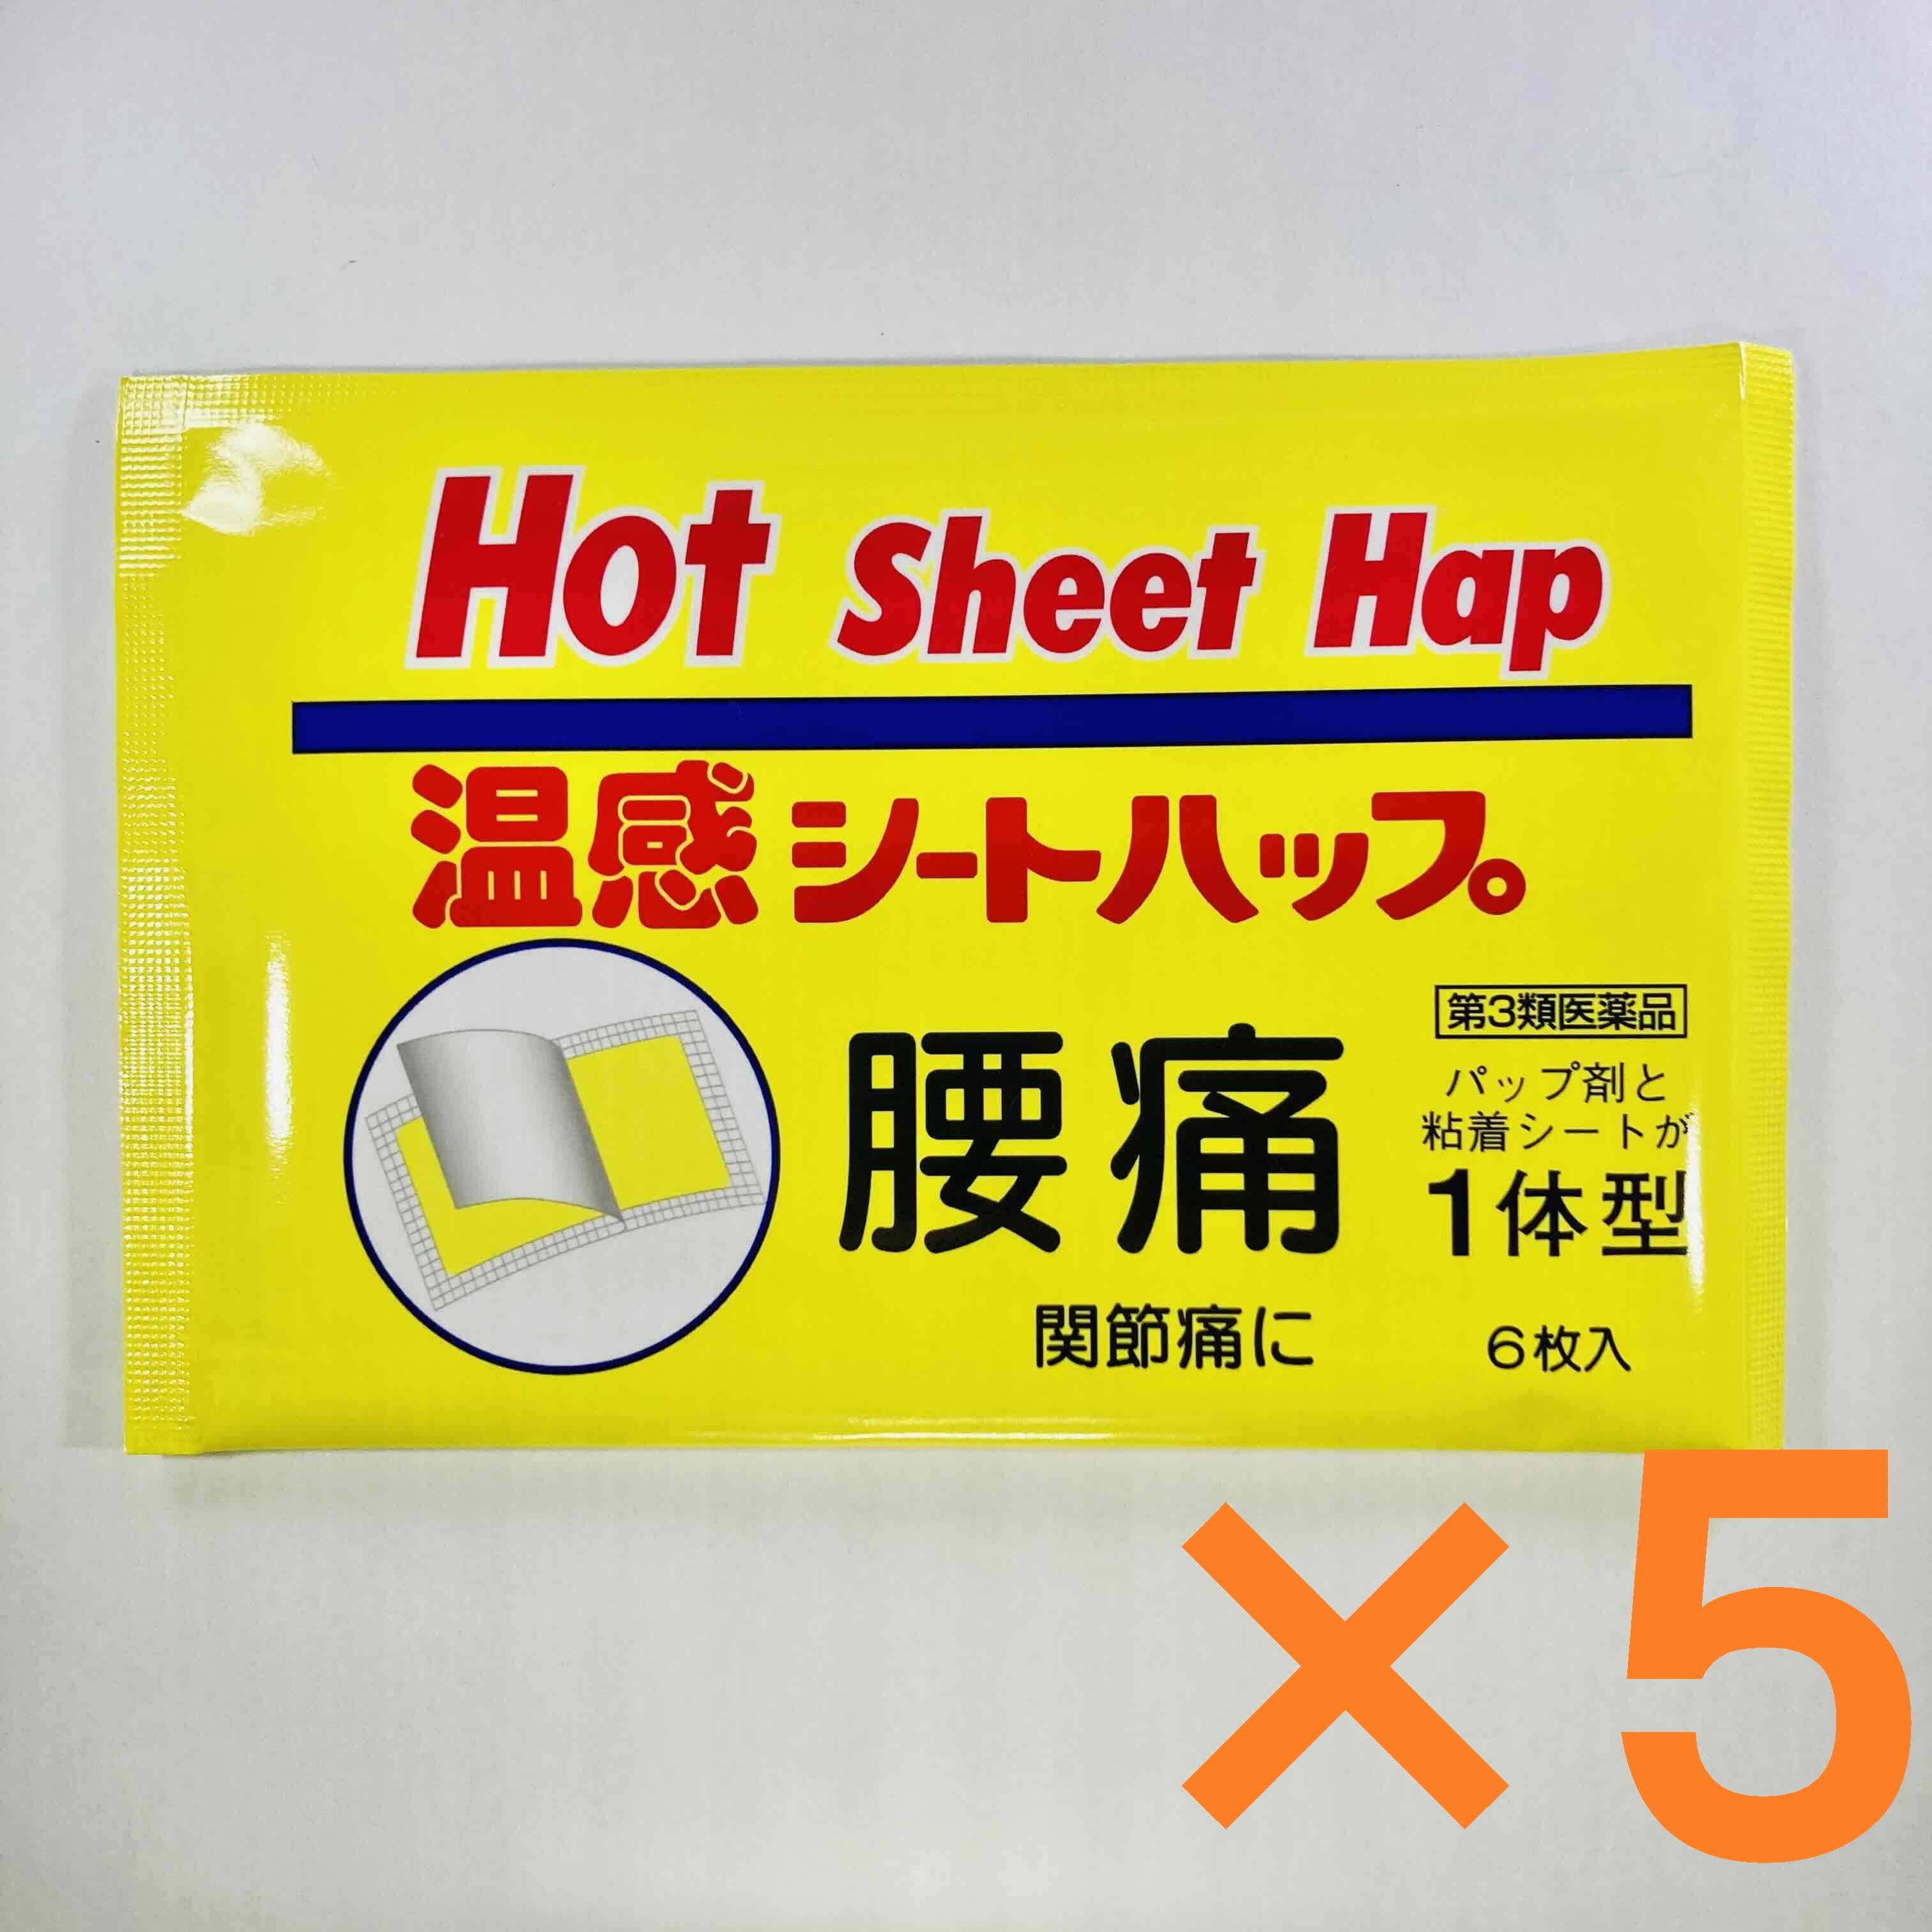 Hot Sheet Hap
温感シートハップ
腰痛
関節痛に
第3類医薬品
パップ剤と
粘着シートが
1体型
6枚入
×5